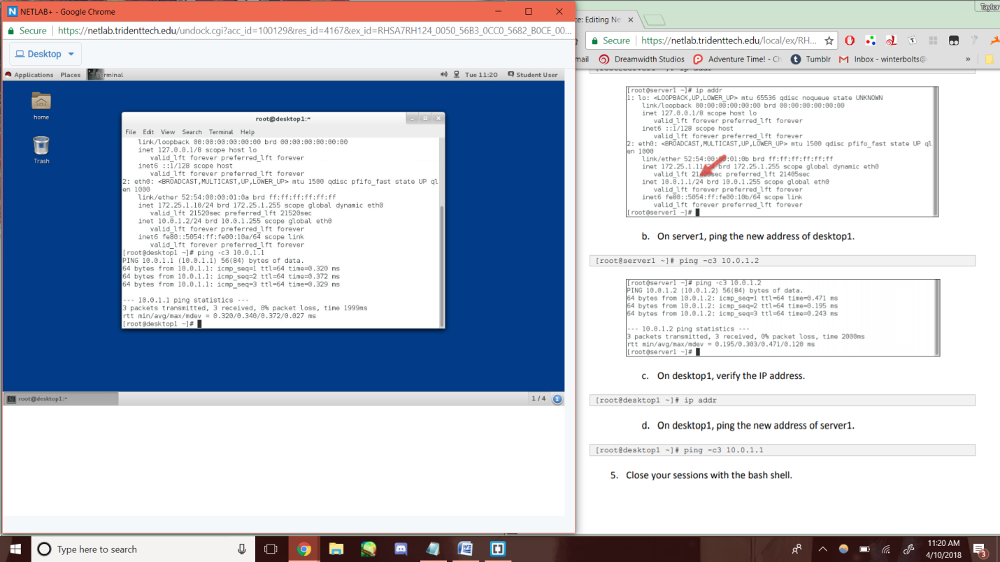 NETLAB+ - Google Chrome
Secure https://netlab.tridenttech.edu/undock.cgi?acc_id=100129&res_id=4167&ex_id=RHSA7RH124_0050_56B3_0CC0_5682_B0CE_00...
Desktop
Applications Places Terminal
Tue 11:20 Student User
home
Trash
root@desktop1:~
File Edit View Search Terminal Help
link/loopback 00:00:00:00:00:00 brd 00:00:00:00:00:00
inet 127.0.0.1/8 scope host lo
valid_lft forever preferred_lft forever
inet6 ::1/128 scope host
valid_lft forever preferred_lft forever
2: eth0: <BROADCAST,MULTICAST,UP,LOWER_UP> mtu 1500 qdisc pfifo_fast state UP ql
en 1000
link/ether 52:54:00:00:01:0a brd ff:ff:ff:ff:ff:ff
inet 172.25.1.10/24 brd 172.25.1.255 scope global dynamic eth0
valid_lft 21520sec preferred_lft 21520sec
inet 10.0.1.2/24 brd 10.0.1.255 scope global eth0
valid_lft forever preferred_lft forever
inet6 fe80::5054:ff:fe00:10a/64 scope link
valid_lft forever preferred_lft forever
[root@desktop1 ~]# ping -c3 10.0.1.1
PING 10.0.1.1 (10.0.1.1) 56(84) bytes of data.
64 bytes from 10.0.1.1: icmp_seq=1 ttl=64 time=0.320 ms
64 bytes from 10.0.1.1: icmp_seq=2 ttl=64 time=0.372 ms
64 bytes from 10.0.1.1: icmp_seq=3 ttl=64 time=0.329 ms
--- 10.0.1.1 ping statistics ---
3 packets transmitted, 3 received, 0% packet loss, time 1999ms
rtt min/avg/max/mdev = 0.320/0.340/0.372/0.027 ms
[root@desktop1 ~]#
root@desktop1:~
1 / 4
Taylor
ce: Editing Ne
Secure https://netlab.tridenttech.edu/local/ex/RH...
mail Dreamwidth Studios Adventure Time! - Ch Tumblr Inbox - winterbolts@ »
[root@server1 ~]# ip addr
[root@server1 ~]# ip addr
1: lo: <LOOPBACK,UP,LOWER_UP> mtu 65536 qdisc noqueue state UNKNOWN
link/loopback 00:00:00:00:00:00 brd 00:00:00:00:00:00
inet 127.0.0.1/8 scope host lo
valid_lft forever preferred_lft forever
inet6 ::1/128 scope host
valid_lft forever preferred_lft forever
2: eth0: <BROADCAST,MULTICAST,UP,LOWER_UP> mtu 1500 qdisc pfifo_fast state UP ql
en 1000
link/ether 52:54:00:00:01:0b brd ff:ff:ff:ff:ff:ff
inet 172.25.1.11/24 brd 172.25.1.255 scope global dynamic eth0
valid_lft 21405sec preferred_lft 21405sec
inet 10.0.1.1/24 brd 10.0.1.255 scope global eth0
valid_lft forever preferred_lft forever
inet6 fe80::5054:ff:fe00:10b/64 scope link
valid_lft forever preferred_lft forever
[root@server1 ~]#
b. On server1, ping the new address of desktop1.
[root@server1 ~]# ping -c3 10.0.1.2
[root@server1 ~]# ping -c3 10.0.1.2
PING 10.0.1.2 (10.0.1.2) 56(84) bytes of data.
64 bytes from 10.0.1.2: icmp_seq=1 ttl=64 time=0.471 ms
64 bytes from 10.0.1.2: icmp_seq=2 ttl=64 time=0.195 ms
64 bytes from 10.0.1.2: icmp_seq=3 ttl=64 time=0.243 ms
--- 10.0.1.2 ping statistics ---
3 packets transmitted, 3 received, 0% packet loss, time 2000ms
rtt min/avg/max/mdev = 0.195/0.303/0.471/0.120 ms
[root@server1 ~]#
c. On desktop1, verify the IP address.
[root@desktop1 ~]# ip addr
d. On desktop1, ping the new address of server1.
[root@desktop1 ~]# ping -c3 10.0.1.1
5. Close your sessions with the bash shell.
Type here to search
11:20 AM
4/10/2018
3